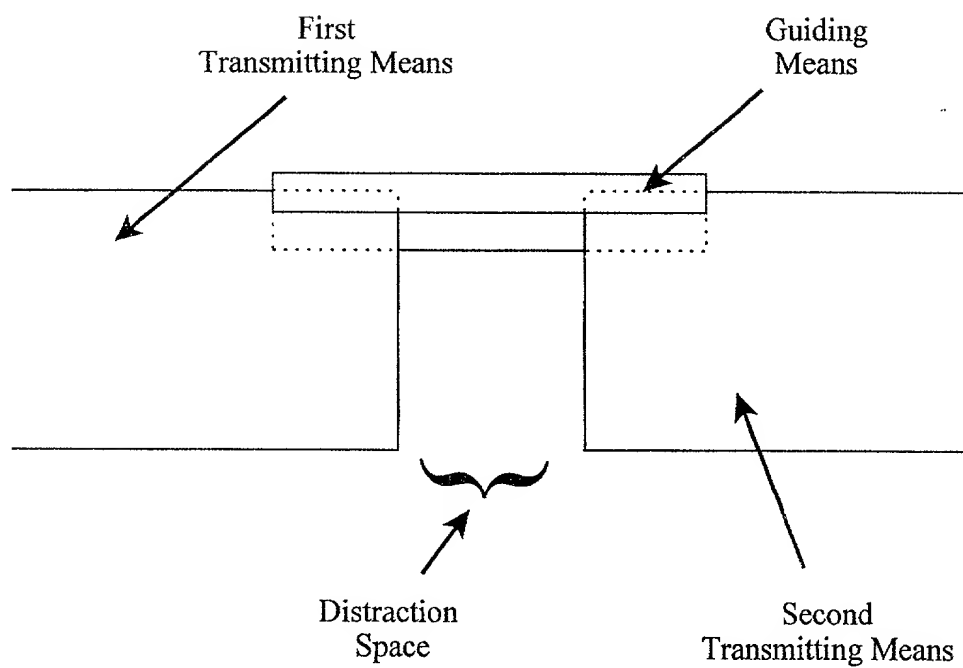 First
Transmitting Means
Guiding
Means
Distraction
Space
Second
Transmitting Means